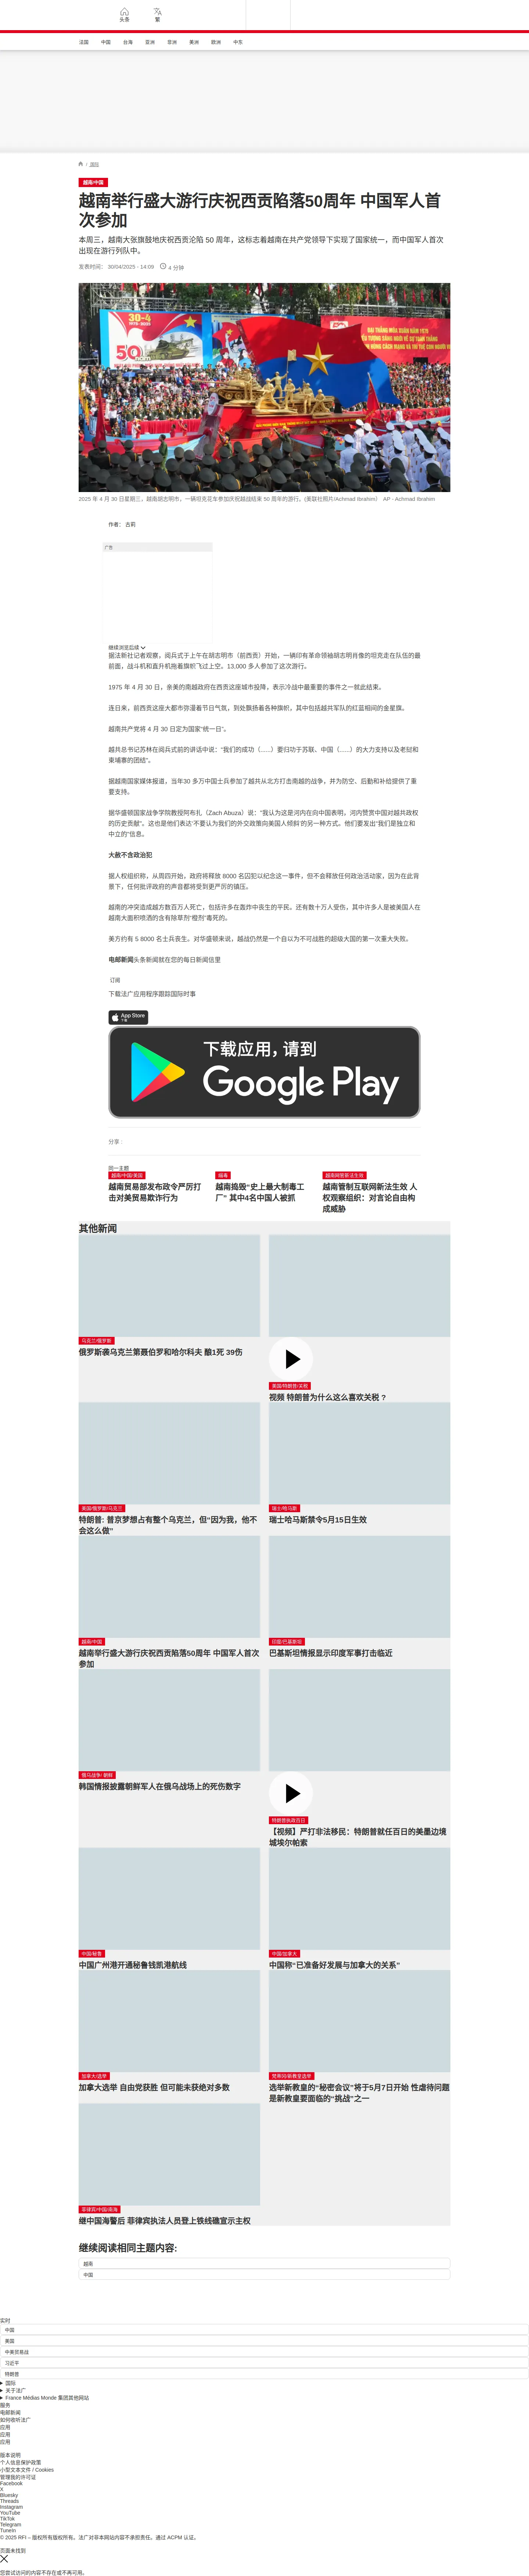 头条
繁
法国
中国
台海
亚洲
非洲
美洲
欧洲
中东
/ 国际
越南/中国
越南举行盛大游行庆祝西贡陷落50周年 中国军人首
次参加
本周三，越南大张旗鼓地庆祝西贡沦陷 50 周年，这标志着越南在共产党领导下实现了国家统一，而中国军人首次
出现在游行列队中。
发表时间： 30/04/2025 - 14:09
4 分钟
30-4
50
2025 年 4 月 30 日星期三，越南胡志明市，一辆坦克花车参加庆祝越战结束 50 周年的游行。(美联社照片/Achmad Ibrahim） AP - Achmad Ibrahim
作者： 古莉
广告
继续浏览后续
据法新社记者观察，阅兵式于上午在胡志明市（前西贡）开始，一辆印有革命领袖胡志明肖像的坦克走在队伍的最
前面，战斗机和直升机拖着旗帜飞过上空。13,000 多人参加了这次游行。
1975 年 4 月 30 日，亲美的南越政府在西贡这座城市投降，表示冷战中最重要的事件之一就此结束。
连日来，前西贡这座大都市弥漫着节日气氛，到处飘扬着各种旗帜，其中包括越共军队的红蓝相间的金星旗。
越南共产党将 4 月 30 日定为国家“统一日”。
越共总书记苏林在阅兵式前的讲话中说：“我们的成功（......）要归功于苏联、中国（......）的大力支持以及老挝和
柬埔寨的团结”。
据越南国家媒体报道，当年30 多万中国士兵参加了越共从北方打击南越的战争，并为防空、后勤和补给提供了重
要支持。
据华盛顿国家战争学院教授阿布扎（Zach Abuza）说：“我认为这是河内在向中国表明，河内赞赏中国对越共政权
的历史贡献”。这也是他们表达‘不要认为我们的外交政策向美国人倾斜’的另一种方式。他们要发出“我们是独立和
中立的”信息。
大赦不含政治犯
据人权组织称，从周四开始，政府将释放 8000 名囚犯以纪念这一事件，但不会释放任何政治活动家，因为在此背
景下，任何批评政府的声音都将受到更严厉的镇压。
越南的冲突造成越方数百万人死亡，包括许多在轰炸中丧生的平民。还有数十万人受伤，其中许多人是被美国人在
越南大面积喷洒的含有除草剂“橙剂”毒死的。
美方约有 5 8000 名士兵丧生。对华盛顿来说，越战仍然是一个自以为不可战胜的超级大国的第一次重大失败。
电邮新闻头条新闻就在您的每日新闻信里
订阅
下载法广应用程序跟踪国际时事
App Store
下载
下载应用，请到
Google Play
分享 :
同一主题
越南/中国/美国
越南贸易部发布政令严厉打
击对美贸易欺诈行为
越毒
越南捣毁“史上最大制毒工
厂” 其中4名中国人被抓
越南网管新法生效
越南管制互联网新法生效 人
权观察组织：对言论自由构
成威胁
其他新闻
乌克兰/俄罗斯
俄罗斯袭乌克兰第聂伯罗和哈尔科夫 酿1死 39伤
美国/特朗普/关税
视频 特朗普为什么这么喜欢关税 ?
美国/俄罗斯/乌克兰
特朗普: 普京梦想占有整个乌克兰，但“因为我，他不
会这么做”
瑞士/哈马斯
瑞士哈马斯禁令5月15日生效
越南/中国
越南举行盛大游行庆祝西贡陷落50周年 中国军人首次
参加
印度/巴基斯坦
巴基斯坦情报显示印度军事打击临近
俄乌战争/ 朝鲜
韩国情报披露朝鲜军人在俄乌战场上的死伤数字
特朗普执政百日
【视频】严打非法移民：特朗普就任百日的美墨边境
城埃尔帕索
中国/秘鲁
中国广州港开通秘鲁钱凯港航线
中国/加拿大
中国称“已准备好发展与加拿大的关系”
加拿大/选举
加拿大选举 自由党获胜 但可能未获绝对多数
梵蒂冈/新教皇选举
选举新教皇的“秘密会议”将于5月7日开始 性虐待问题
是新教皇要面临的“挑战”之一
菲律宾/中国/南海
继中国海警后 菲律宾执法人员登上铁线礁宣示主权
继续阅读相同主题内容:
越南
中国
实时
中国
美国
中美贸易战
习近平
特朗普
国际
关于法广
France Médias Monde 集团其他网站
服务
电邮新闻
如何收听法广
应用
应用
应用
版本说明
个人信息保护政策
小型文本文件 / Cookies
管理我的许可证
Facebook
X
Bluesky
Threads
Instagram
YouTube
TikTok
Telegram
TuneIn
© 2025 RFI – 版权所有版权所有。法广对非本网站内容不承担责任。通过 ACPM 认证。
页面未找到
您尝试访问的内容不存在或不再可用。